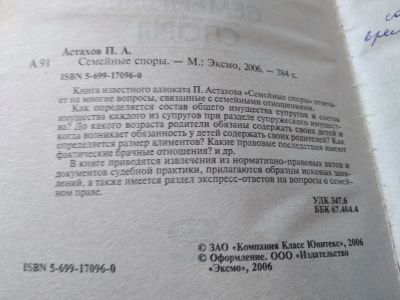 Астахов П. А.
А 91 Семейные споры. — М.: Эксмо, 2006. — 384 с.
ISBN 5-699-17096-0
Книга известного адвоката П. Астахова «Семейные споры» отвеча-
ет на многие вопросы, связанные с семейными отношениями.
Как определяется состав общего имущества супругов и состав
имущества каждого из супругов при разделе супружеского имущест-
ва? До какого возраста родители обязаны содержать своих детей и
когда возникает обязанность у детей содержать своих родителей? Как
определяется размер алиментов? Какие правовые последствия имеют
фактические брачные отношения? и др.
В книге приводятся извлечения из нормативно-правовых актов и
документов судебной практики, прилагаются образцы исковых заяв-
лений, а также имеется раздел экспресс-ответов на вопросы о семей-
ном праве.
УДК 347.6
ББК 67.404.4
© ЗАО «Компания Класс Юнитекс», 2006
© Оформление. ООО «Издательство
«Эксмо», 2006
ISBN 5-699-17096-0